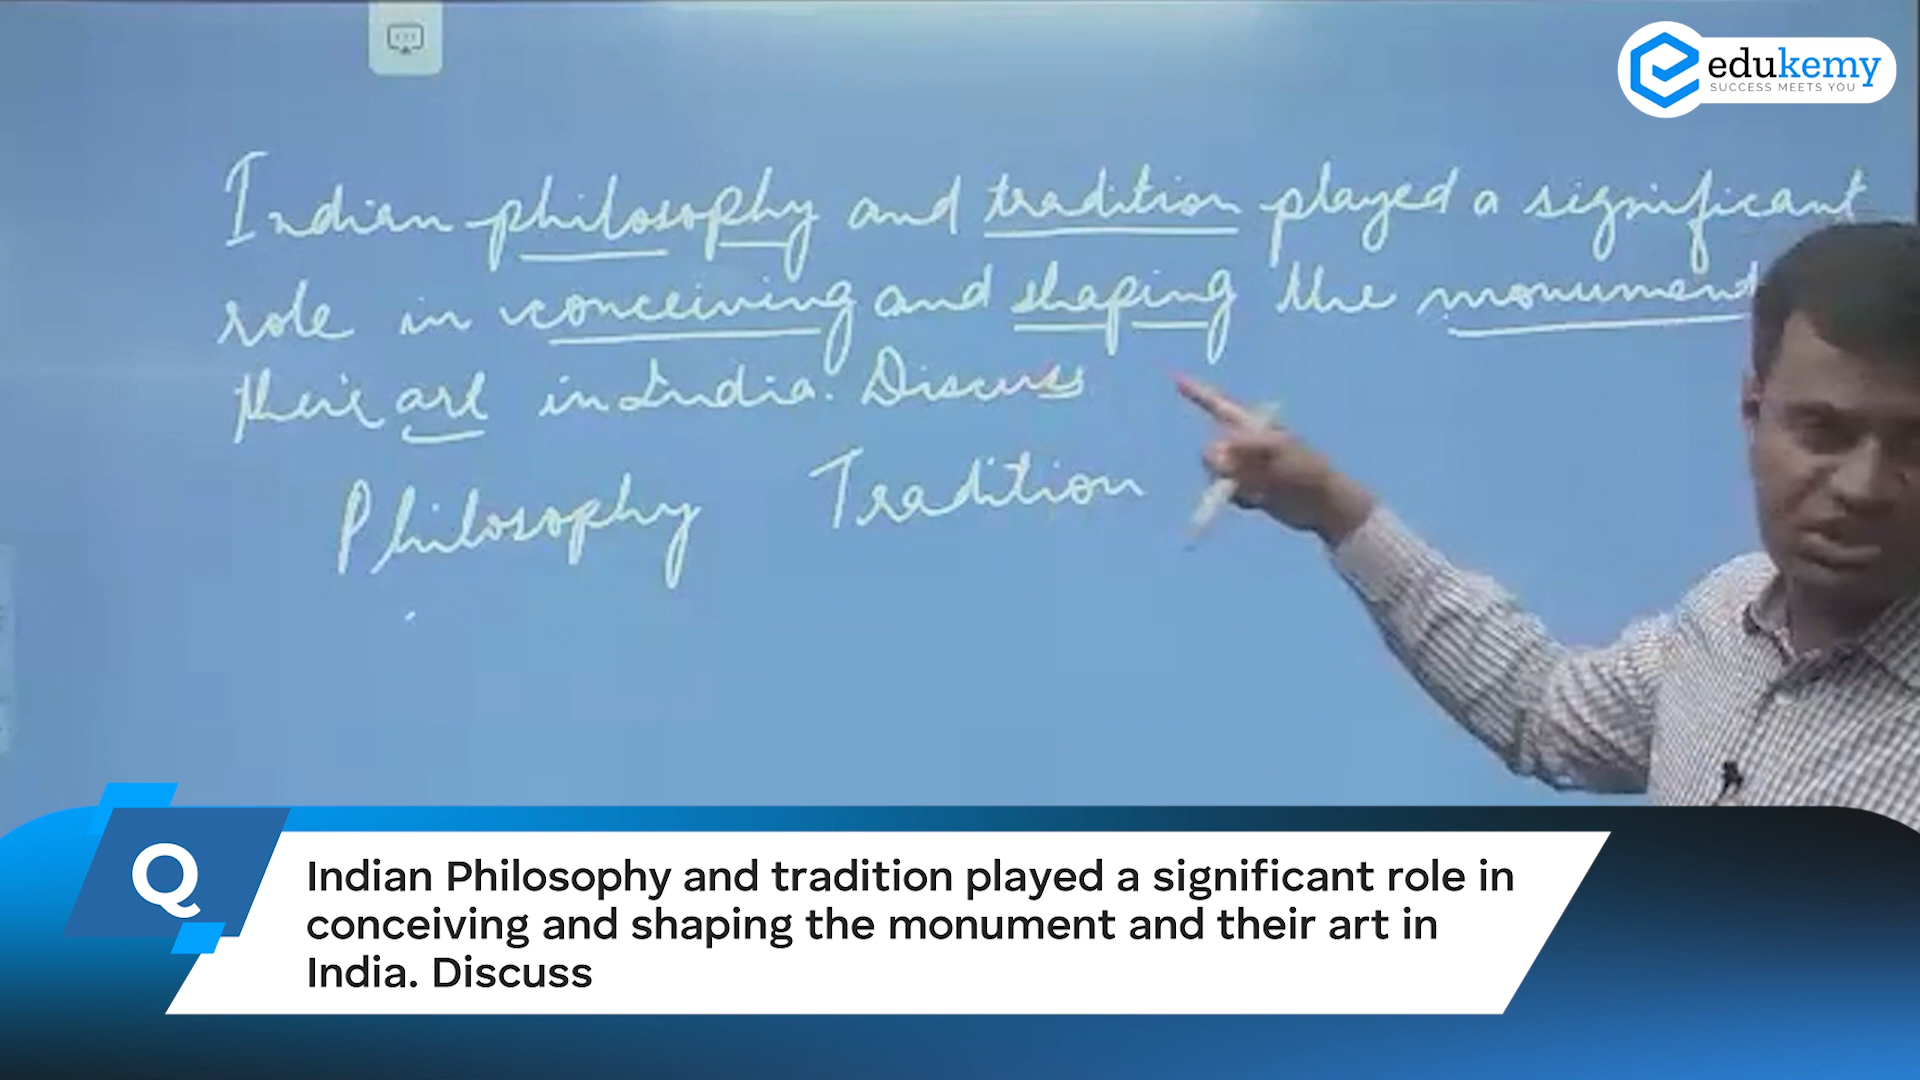 edukemy
SUCCESS MEETS YOU
Indian philosophy and tradition played a significant
role in conceiving and shaping the monument
their art in India. Discuss
Philosophy Tradition
Q
Indian Philosophy and tradition played a significant role in
conceiving and shaping the monument and their art in
India. Discuss